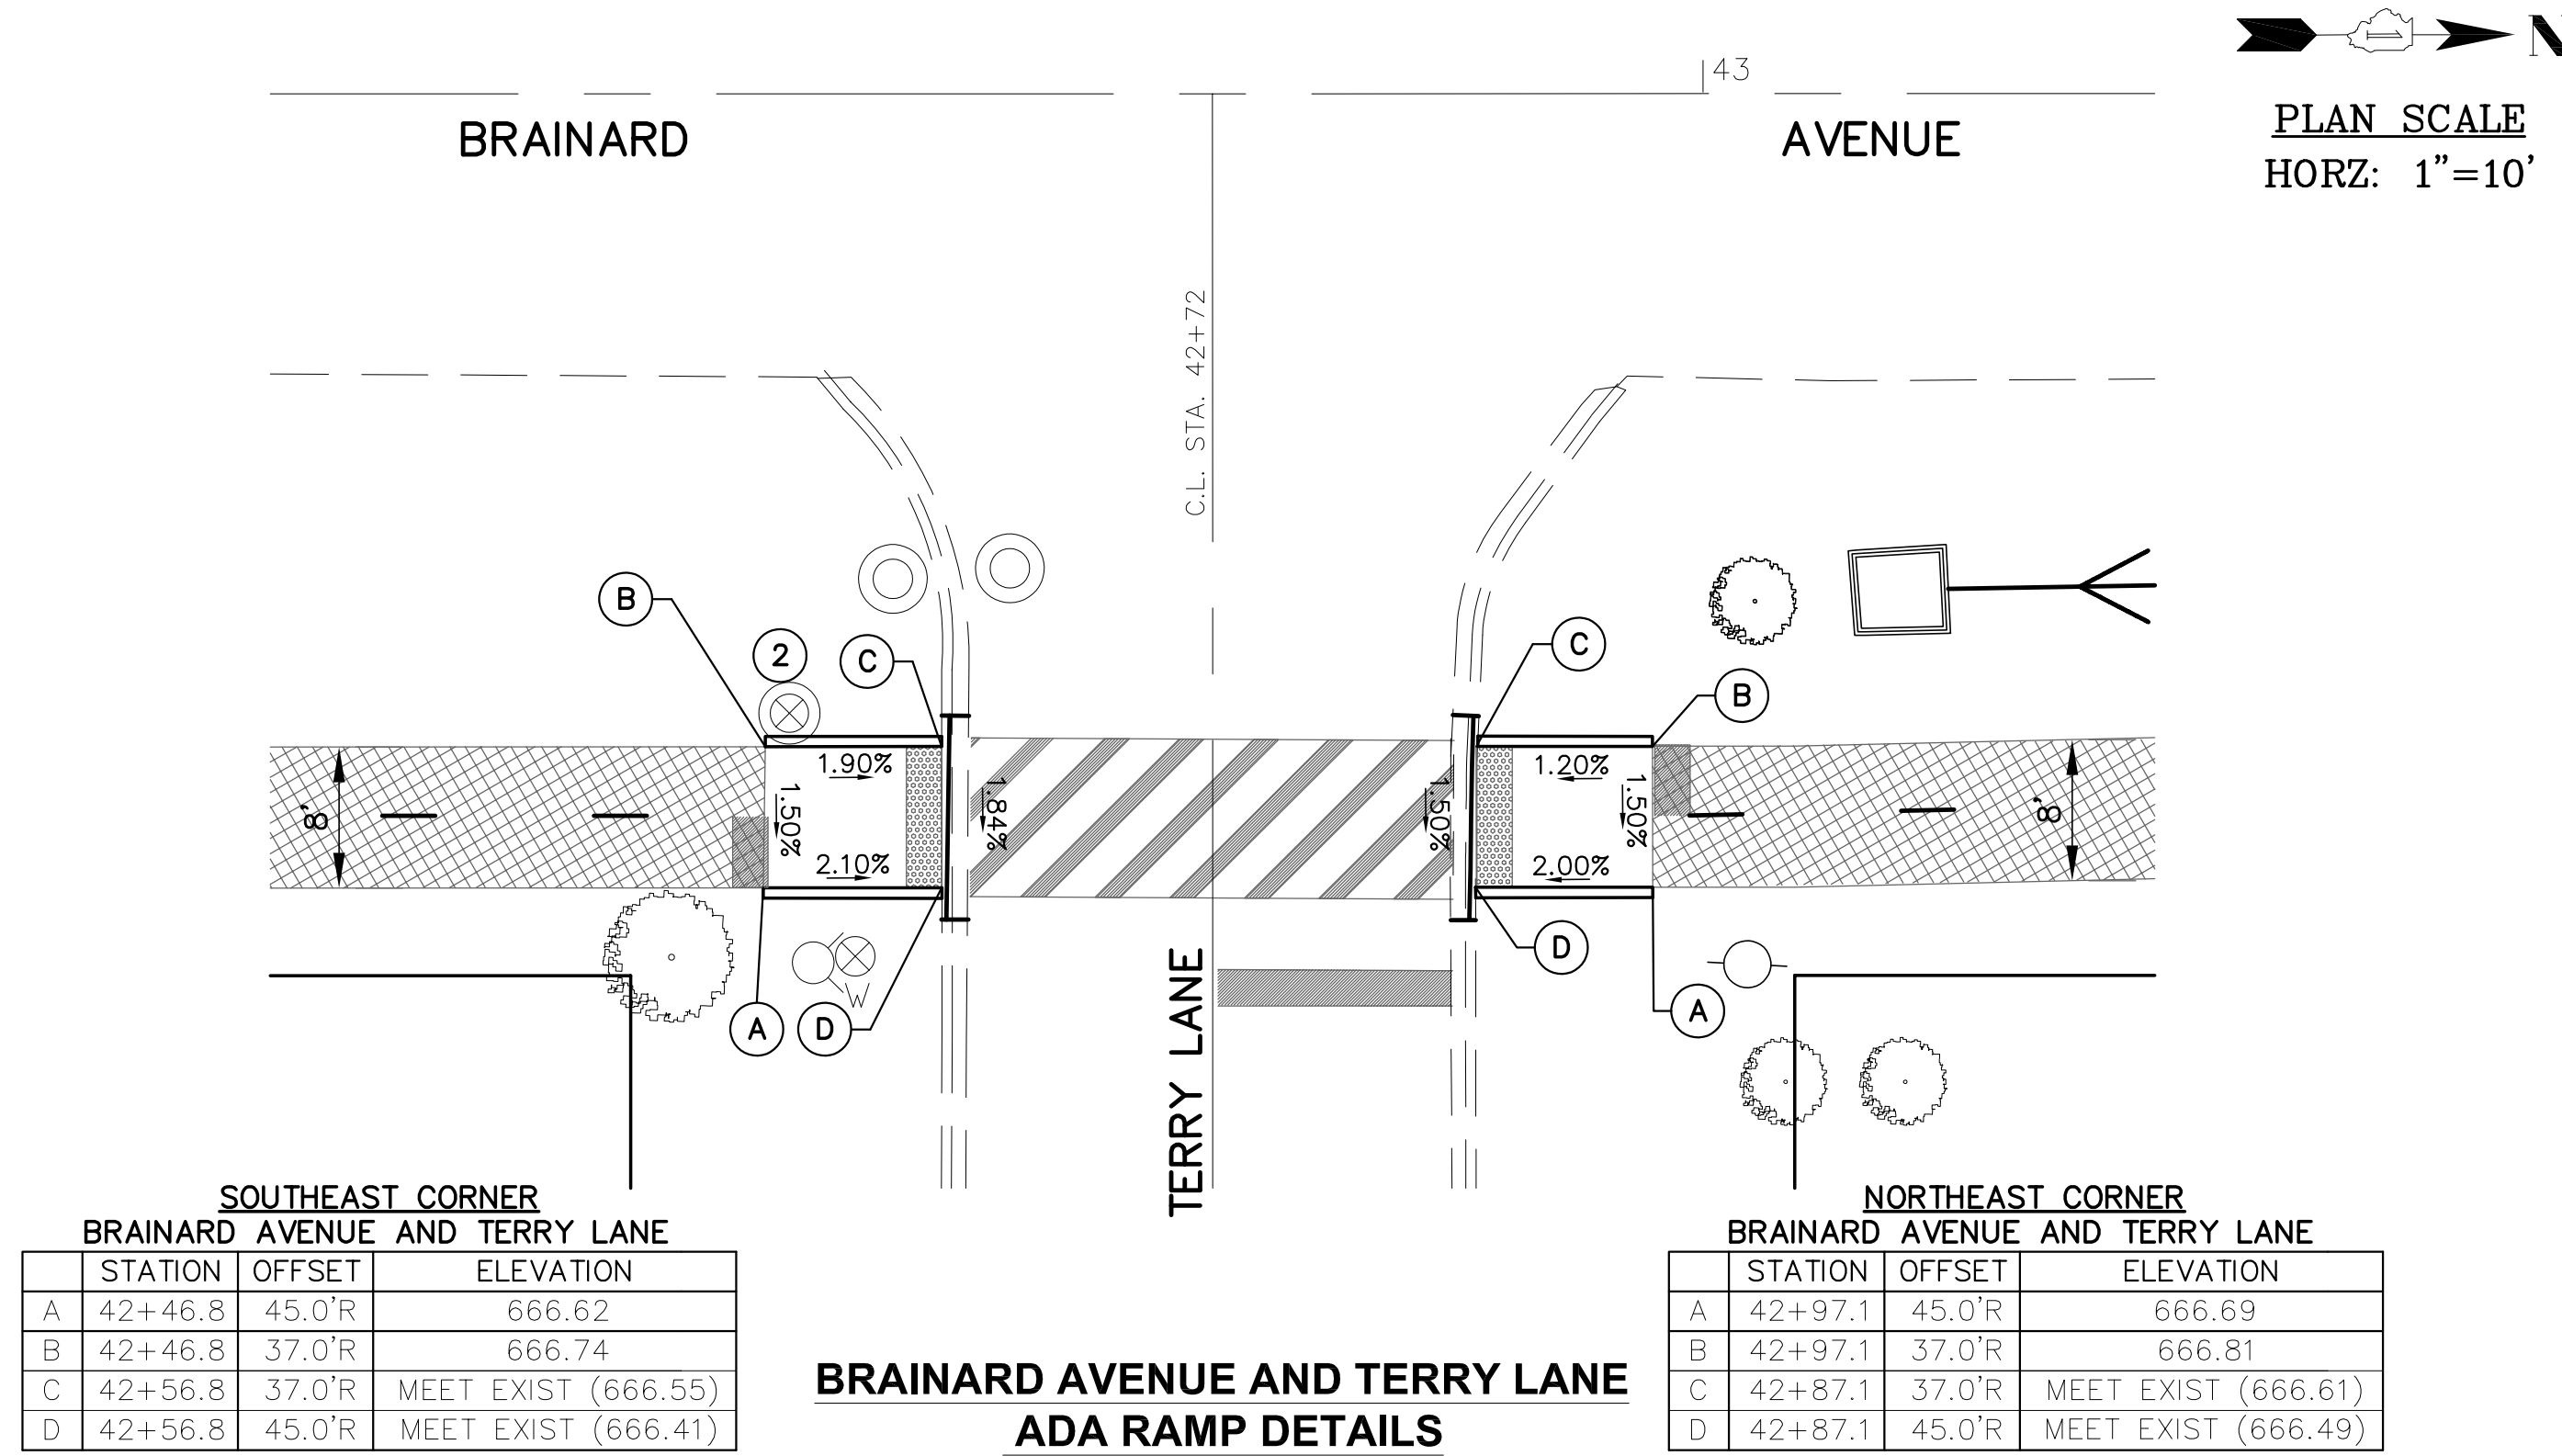 N
43
BRAINARD AVENUE
PLAN SCALE
HORZ: 1"=10'
C.L. STA. 42+72
B
2
C
C
B
1.90%
1.50%
2.10%
1.84%
1.20%
1.50%
1.50%
2.00%
8'
8'
W
A
D
D
A
TERRY LANE
SOUTHEAST CORNER
BRAINARD AVENUE AND TERRY LANE
STATION OFFSET ELEVATION
A 42+46.8 45.0'R 666.62
B 42+46.8 37.0'R 666.74
C 42+56.8 37.0'R MEET EXIST (666.55)
D 42+56.8 45.0'R MEET EXIST (666.41)
BRAINARD AVENUE AND TERRY LANE
ADA RAMP DETAILS
NORTHEAST CORNER
BRAINARD AVENUE AND TERRY LANE
STATION OFFSET ELEVATION
A 42+97.1 45.0'R 666.69
B 42+97.1 37.0'R 666.81
C 42+87.1 37.0'R MEET EXIST (666.61)
D 42+87.1 45.0'R MEET EXIST (666.49)